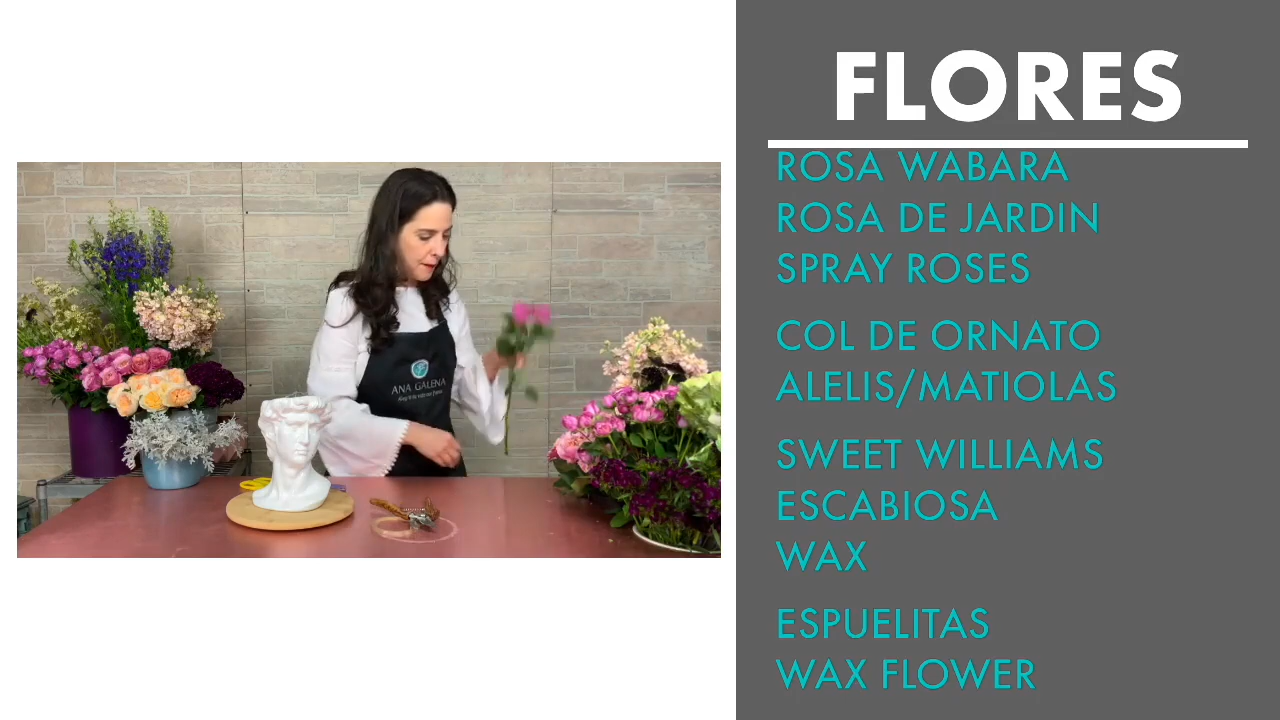 FLORES
ROSA WABARA
ROSA DE JARDIN
SPRAY ROSES
COL DE ORNATO
ALELIS/MATIOLAS
SWEET WILLIAMS
ESCABIOSA
WAX
ESPUELITAS
WAX FLOWER
ANA GALENA